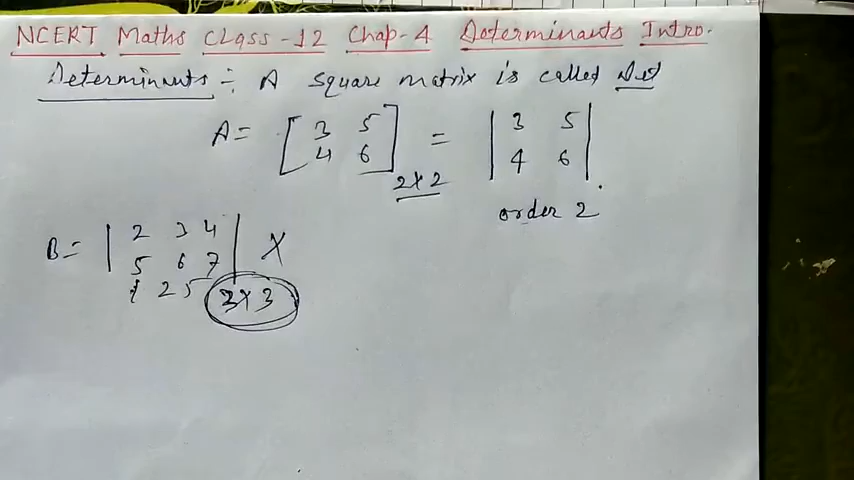 NCERT Maths Class-12 Chap-4 Determinants Intro.
Determinants ÷ A square matrix is called Det
A = [ 3 5 = | 3 5 |
4 6 ] 2×2 | 4 6 | .
order 2
B = | 2 3 4 | X
5 6 7
1 2 5 3×3